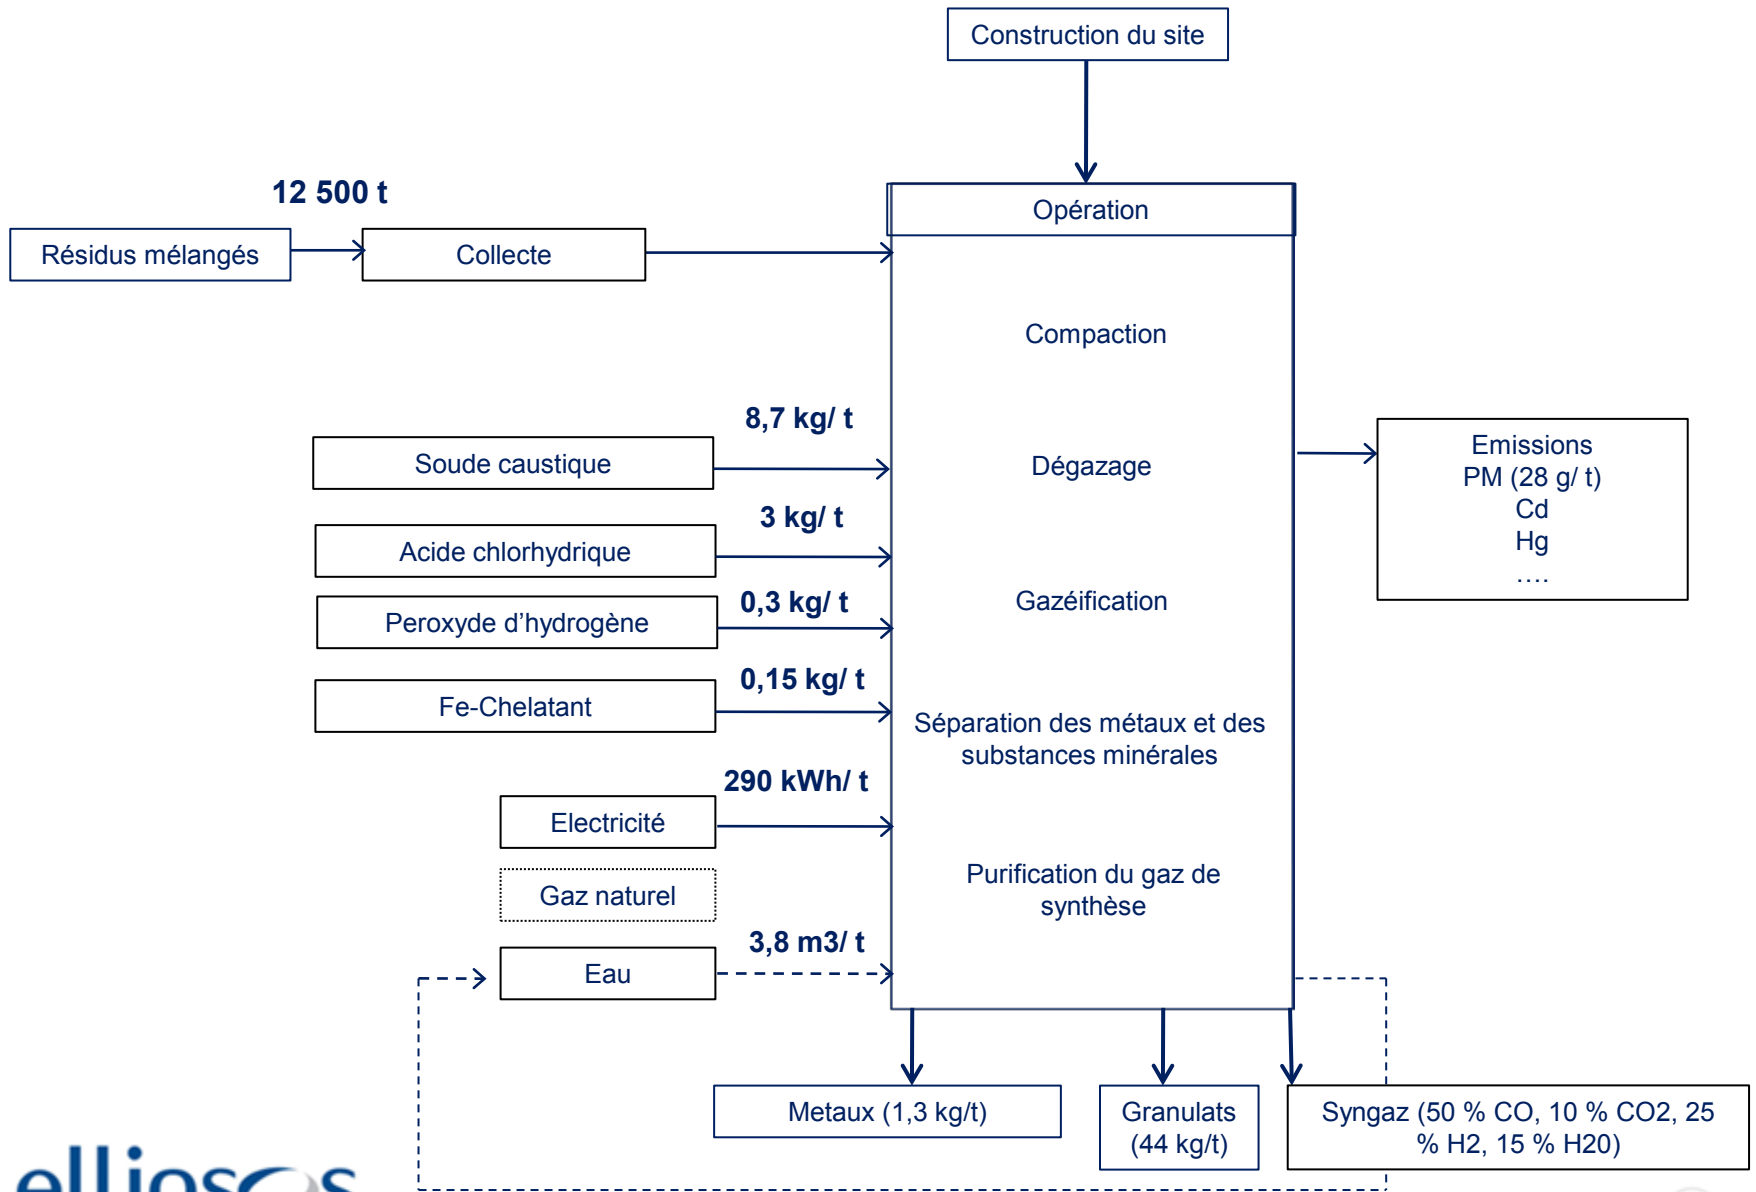 Construction du site
12 500 t
Opération
Résidus mélangés
Collecte
Compaction
8,7 kg/ t
Soude caustique
Dégazage
Emissions
PM (28 g/ t)
Cd
Hg
….
3 kg/ t
Acide chlorhydrique
0,3 kg/ t
Peroxyde d’hydrogène
Gazéification
0,15 kg/ t
Fe-Chelatant
Séparation des métaux et des
substances minérales
290 kWh/ t
Electricité
Gaz naturel
Purification du gaz de
synthèse
3,8 m3/ t
Eau
Metaux (1,3 kg/t)
Granulats
(44 kg/t)
Syngaz (50 % CO, 10 % CO2, 25
% H2, 15 % H20)